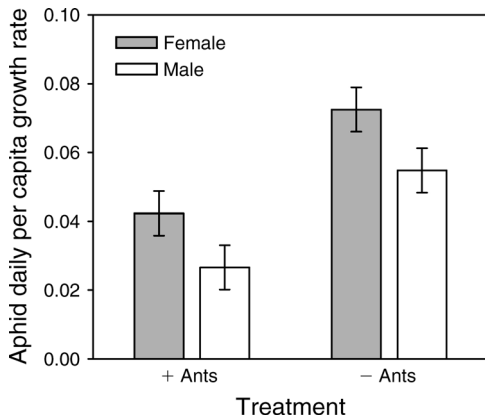 Aphid daily per capita growth rate
0.10
0.08
0.06
0.04
0.02
0.00
Female
Male
+ Ants
− Ants
Treatment